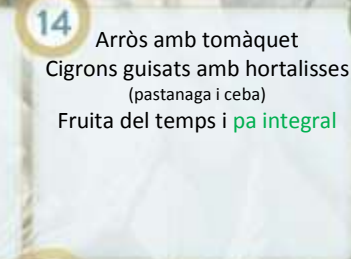 14
Arròs amb tomàquet
Cigrons guisats amb hortalisses
(pastanaga i ceba)
Fruita del temps i pa integral